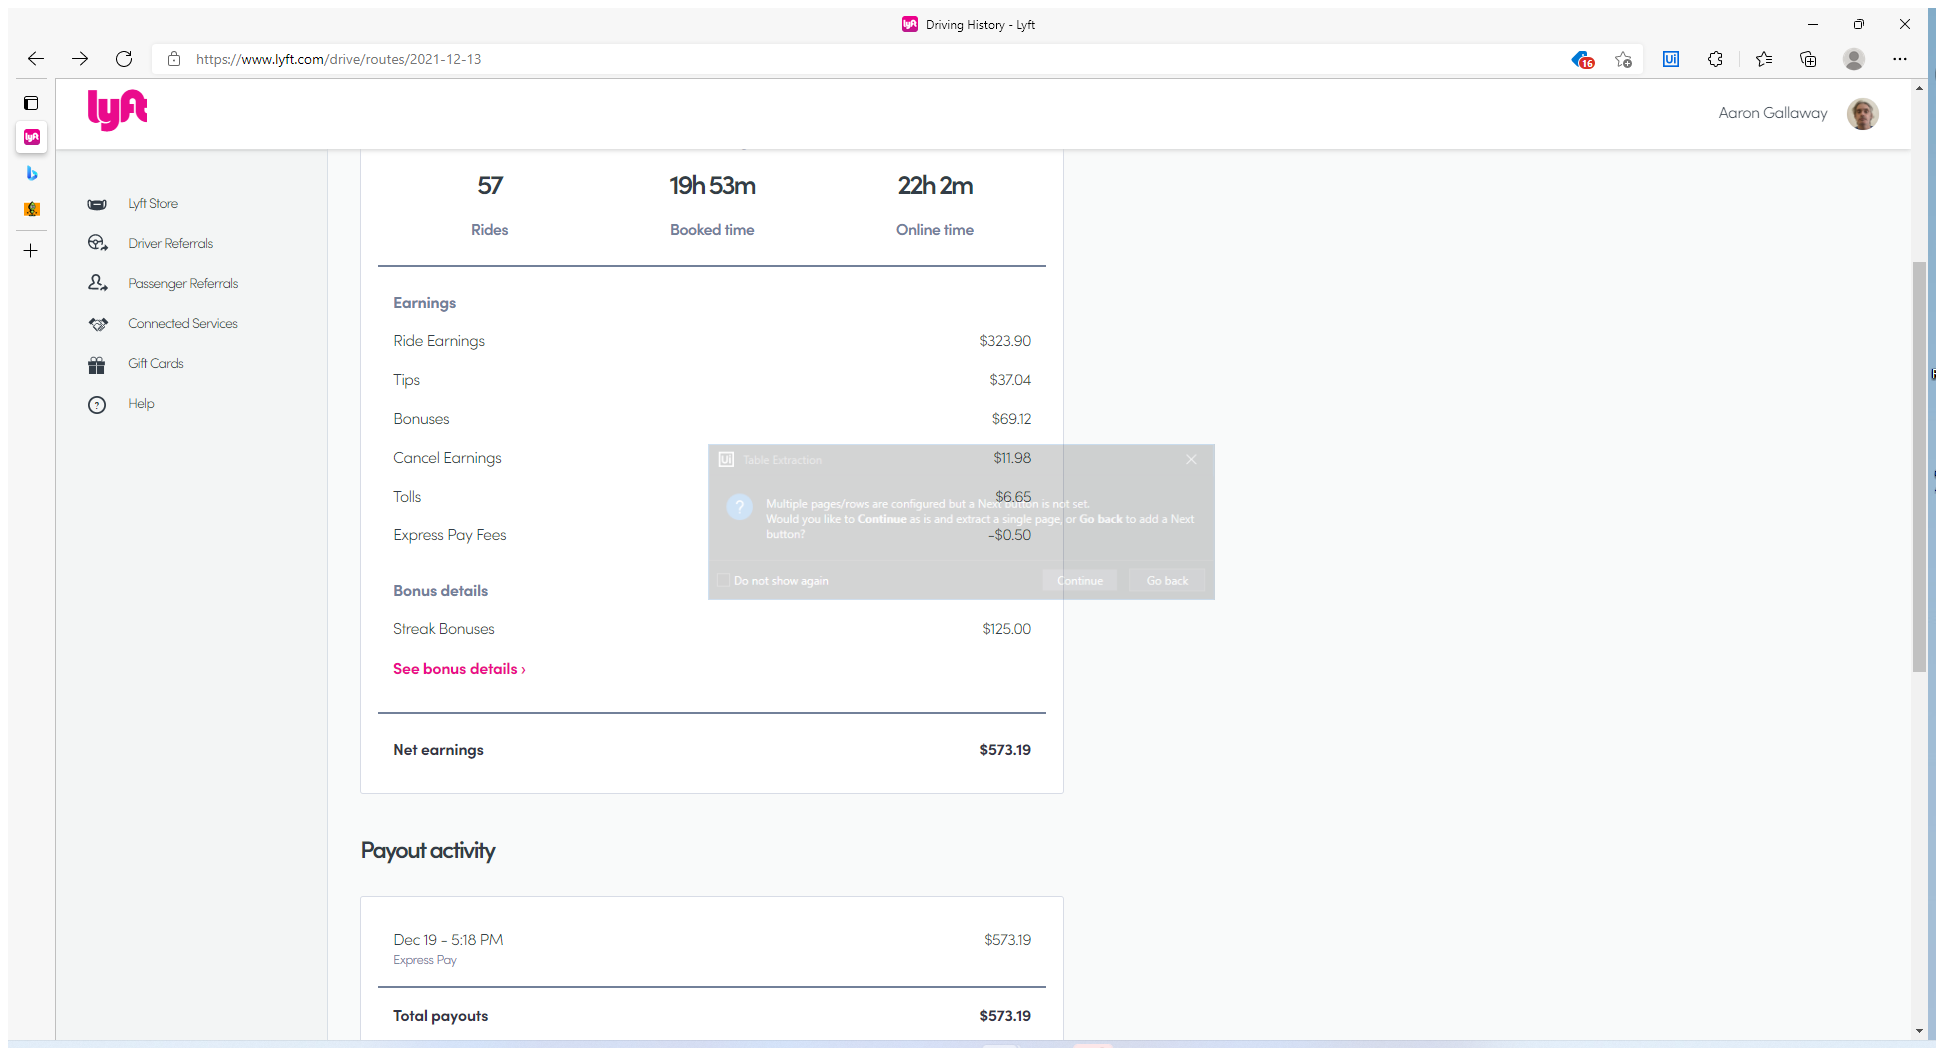 lyft Driving History - Lyft
https://www.lyft.com/drive/routes/2021-12-13
16
Ui
lyft
Aaron Gallaway
lyft
57
19h 53m
22h 2m
Rides
Booked time
Online time
Lyft Store
Driver Referrals
Passenger Referrals
Connected Services
Gift Cards
? Help
Earnings
Ride Earnings $323.90
Tips $37.04
Bonuses $69.12
Cancel Earnings $11.98
Tolls $6.65
Express Pay Fees -$0.50
Ui Table Extraction
? Multiple pages/rows are configured but a Next button is not set.
Would you like to Continue as is and extract a single page, or Go back to add a Next
button?
Do not show again Continue Go back
Bonus details
Streak Bonuses $125.00
See bonus details ›
Net earnings $573.19
Payout activity
Dec 19 - 5:18 PM $573.19
Express Pay
Total payouts $573.19